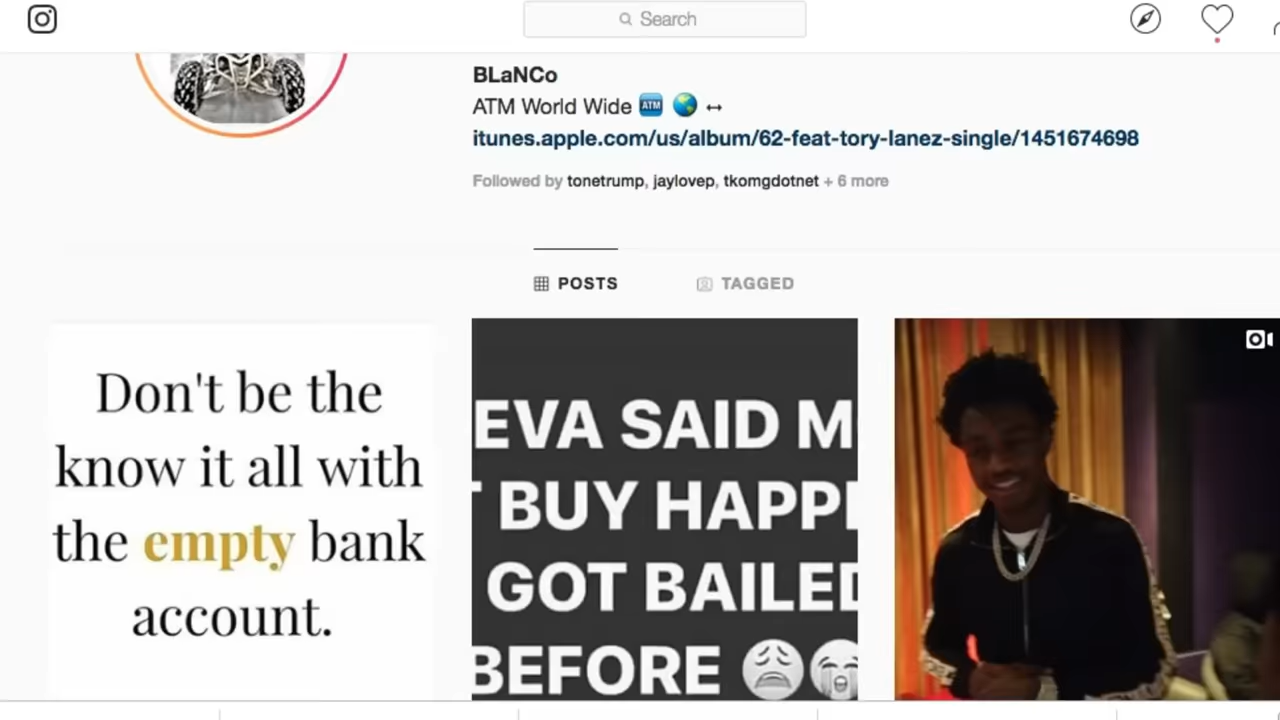 Search
BLaNCo
ATM World Wide 🏧 🌎 ↔
itunes.apple.com/us/album/62-feat-tory-lanez-single/1451674698
Followed by tonetrump, jaylovep, tkomgdotnet + 6 more
POSTS
TAGGED
Don't be the
know it all with
the empty bank
account.
EVA SAID M
BUY HAPP
GOT BAILED
BEFORE 😩😭